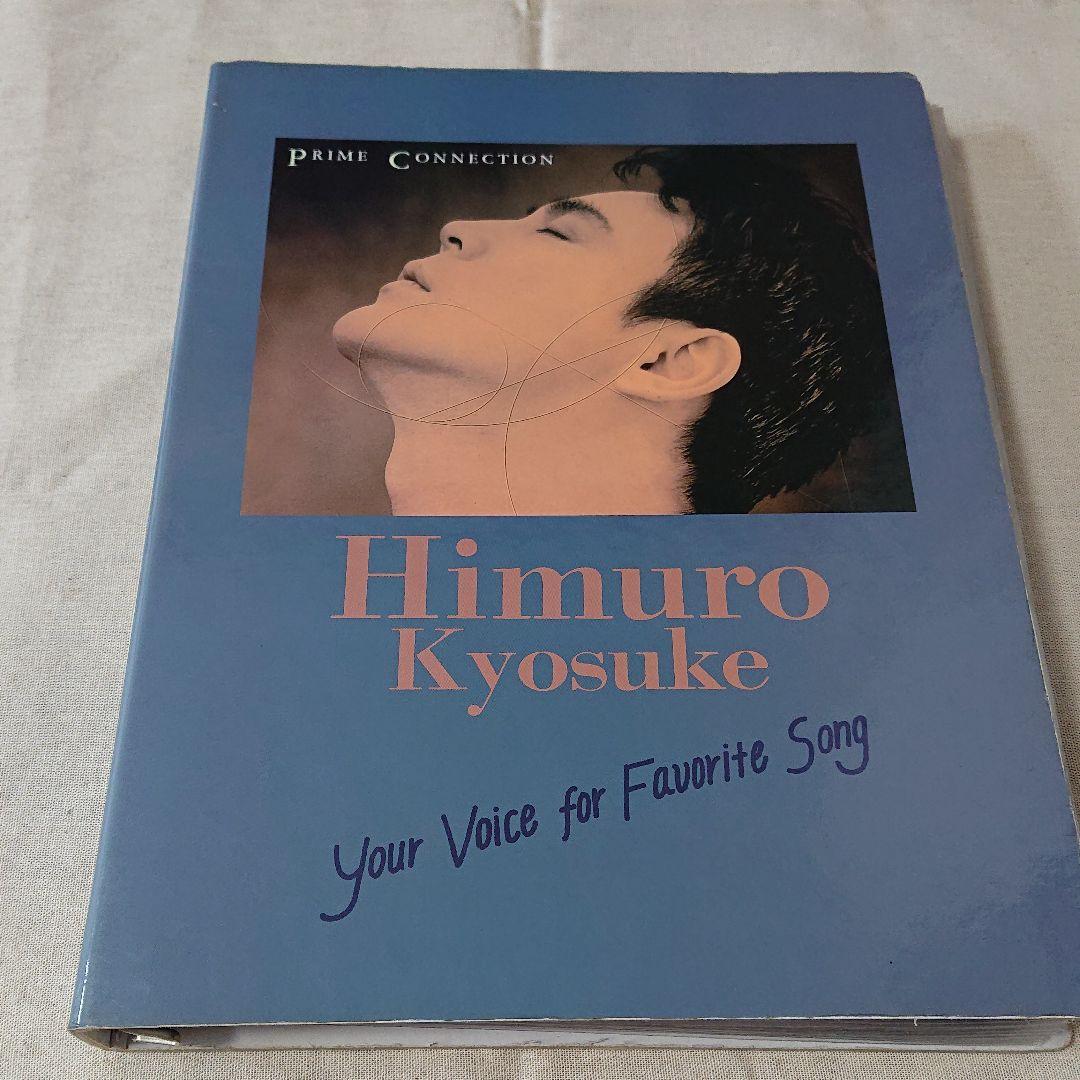 PRIME CONNECTION
Himuro
Kyosuke
Your Voice for Favorite Song